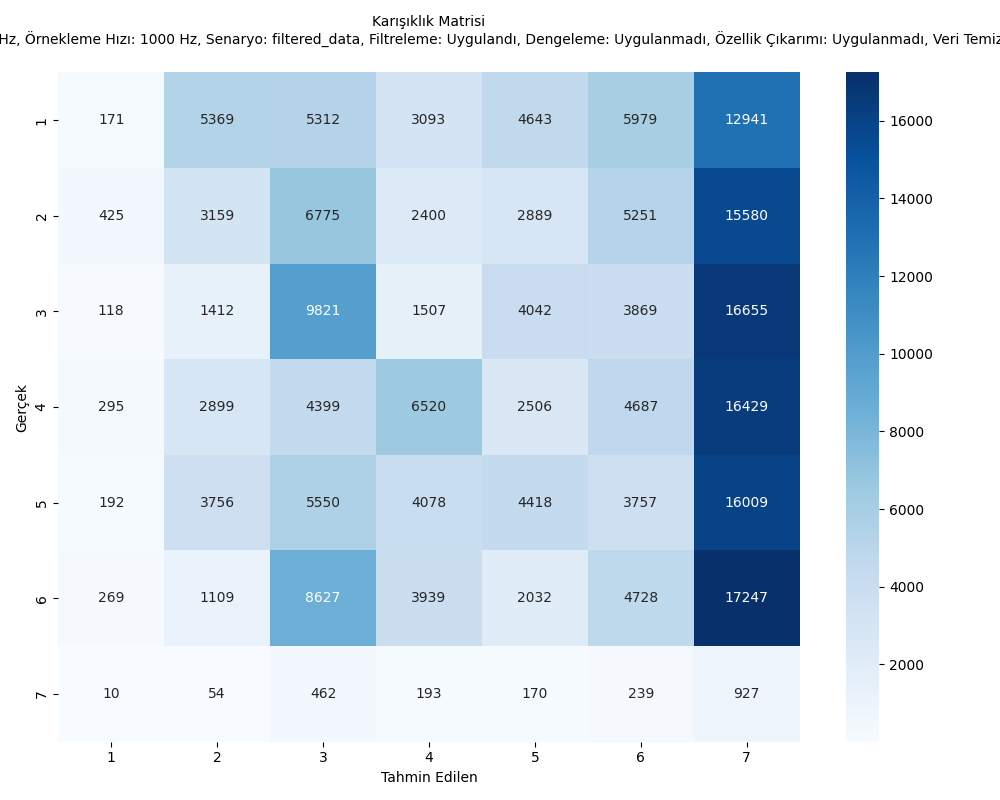 Karışıklık Matrisi
Hz, Örnekleme Hızı: 1000 Hz, Senaryo: filtered_data, Filtreleme: Uygulandı, Dengeleme: Uygulanmadı, Özellik Çıkarımı: Uygulanmadı, Veri Temiz
1 171 5369 5312 3093 4643 5979 12941
2 425 3159 6775 2400 2889 5251 15580
3 118 1412 9821 1507 4042 3869 16655
4 295 2899 4399 6520 2506 4687 16429
5 192 3756 5550 4078 4418 3757 16009
6 269 1109 8627 3939 2032 4728 17247
7 10 54 462 193 170 239 927
Gerçek
1 2 3 4 5 6 7
Tahmin Edilen
16000
14000
12000
10000
8000
6000
4000
2000